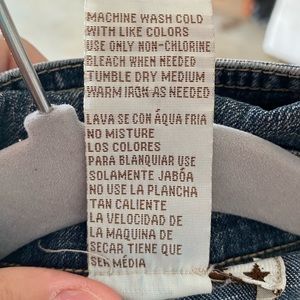 MACHINE WASH COLD
WITH LIKE COLORS
USE ONLY NON-CHLORINE
BLEACH WHEN NEEDED
TUMBLE DRY MEDIUM
WARM IRON AS NEEDED
LAVA SE CON ÁQUA FRIA
NO MISTURE
LOS COLORES
PARA BLANQUIAR USE
SOLAMENTE JABÓA
NO USE LA PLANCHA
TAN CALIENTE
LA VELOCIDAD DE
LA MAQUINA DE
SECAR TIENE QUE
SER MÉDIA